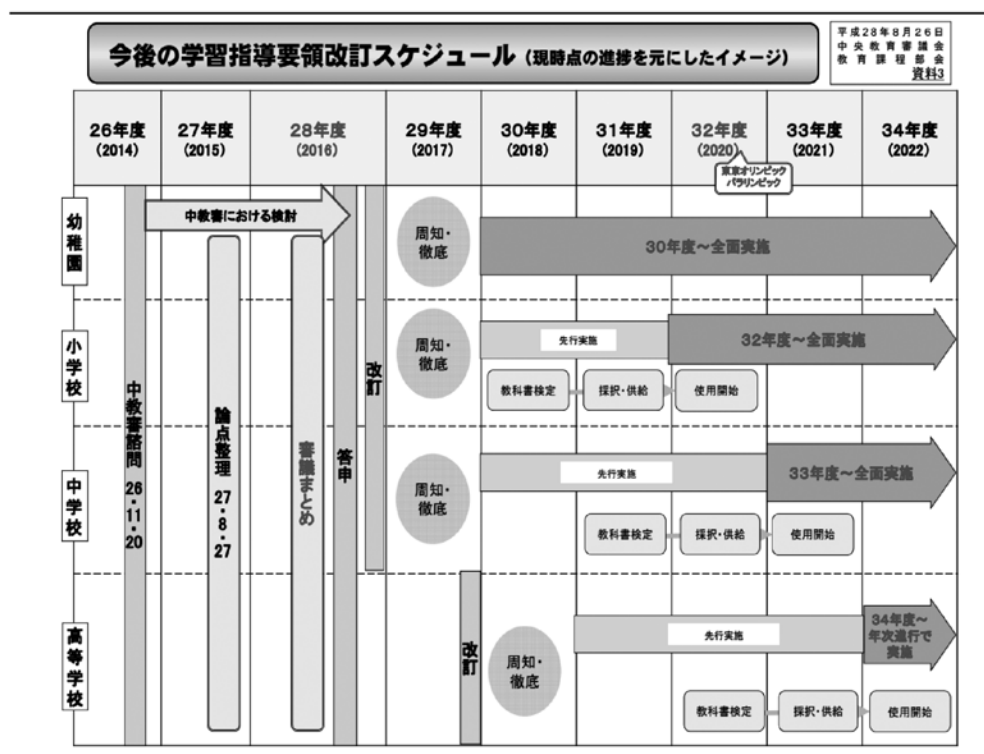 今後の学習指導要領改訂スケジュール（現時点の進捗を元にしたイメージ）
平成28年8月26日
中央教育審議会
教育課程部会
資料3
26年度
(2014)
27年度
(2015)
28年度
(2016)
29年度
(2017)
30年度
(2018)
31年度
(2019)
32年度
(2020)
33年度
(2021)
34年度
(2022)
東京オリンピック
パラリンピック
中教審諮問 26・11・20
中教審における検討
論点整理 27・8・27
審議まとめ
答申
改訂
幼稚園
周知・
徹底
30年度～全面実施
小学校
周知・
徹底
先行実施
32年度～全面実施
教科書検定
採択・供給
使用開始
中学校
周知・
徹底
先行実施
33年度～全面実施
教科書検定
採択・供給
使用開始
高等学校
改訂
周知・
徹底
先行実施
34年度～
年次進行で
実施
教科書検定
採択・供給
使用開始